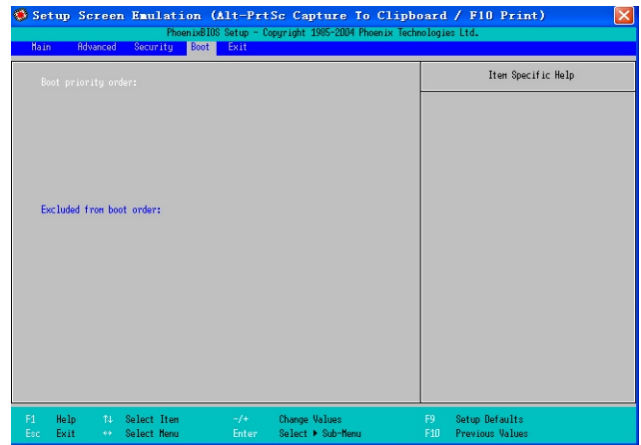 Setup Screen Emulation (Alt-PrtSc Capture To Clipboard / F10 Print)
PhoenixBIOS Setup - Copyright 1985-2004 Phoenix Technologies Ltd.
Main Advanced Security Boot Exit
Item Specific Help
Boot priority order:
Excluded from boot order:
F1 Help ↑↓ Select Item -/+ Change Values F9 Setup Defaults
Esc Exit ↔ Select Menu Enter Select ▶ Sub-Menu F10 Previous Values